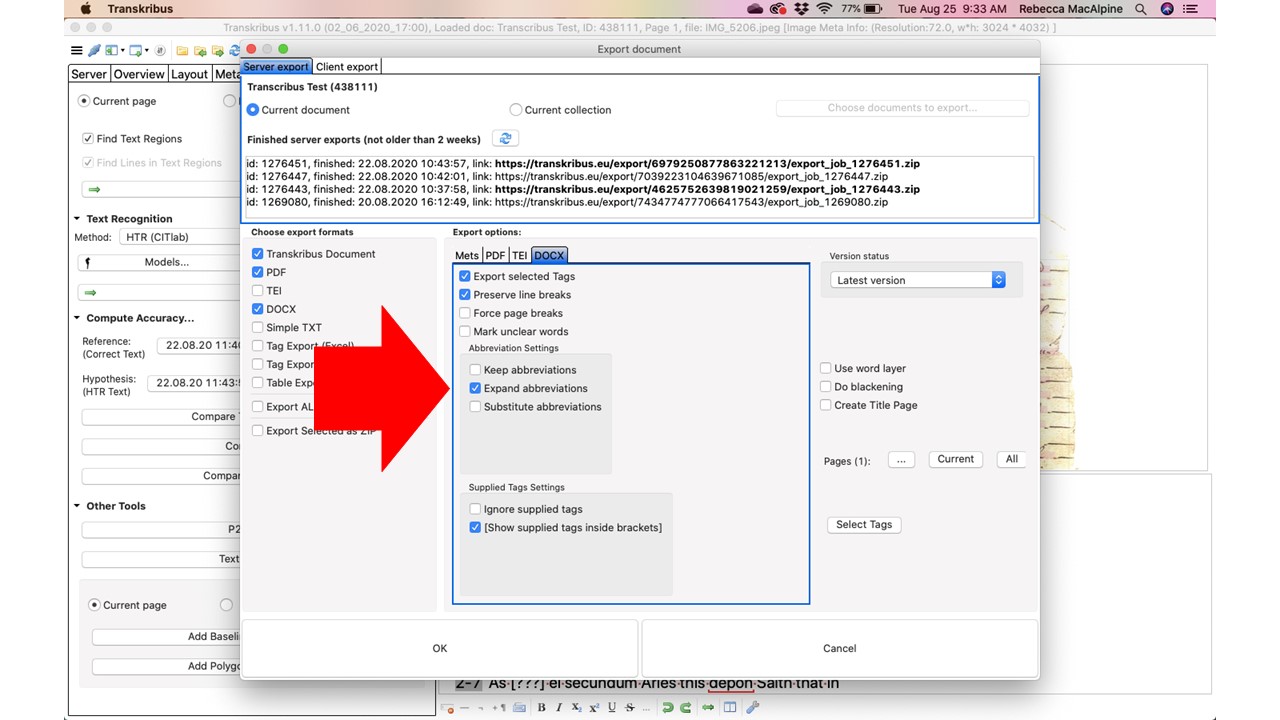 Transkribus 77% Tue Aug 25 9:33 AM Rebecca MacAlpine
Transkribus v1.11.0 (02_06_2020_17:00), Loaded doc: Transcribus Test, ID: 438111, Page 1, file: IMG_5206.jpeg [Image Meta Info: (Resolution:72.0, w*h: 3024 * 4032) ]
Export document
Server Overview Layout Meta
Server export Client export
Transcribus Test (438111)
Current page
Current document Current collection Choose documents to export...
Find Text Regions
Finished server exports (not older than 2 weeks)
Find Lines in Text Regions
id: 1276451, finished: 22.08.2020 10:43:57, link: https://transkribus.eu/export/6979250877863221213/export_job_1276451.zip
id: 1276447, finished: 22.08.2020 10:42:01, link: https://transkribus.eu/export/7039223104639671085/export_job_1276447.zip
id: 1276443, finished: 22.08.2020 10:37:58, link: https://transkribus.eu/export/4625752639819021259/export_job_1276443.zip
id: 1269080, finished: 20.08.2020 16:12:49, link: https://transkribus.eu/export/7434774777066417543/export_job_1269080.zip
Text Recognition
Method: HTR (CITlab)
Models...
Compute Accuracy...
Reference:
(Correct Text)
22.08.20 11:4
Hypothesis:
(HTR Text)
22.08.20 11:43:
Compare
Co
Compar
Other Tools
P2
Text
Current page
Add Baseli
Add Polygo
Choose export formats
Transkribus Document
PDF
TEI
DOCX
Simple TXT
Tag Export (Excel)
Tag Expor
Table Expo
Export AL
Export Selected as ZIP
Export options:
Mets PDF TEI DOCX
Export selected Tags
Preserve line breaks
Force page breaks
Mark unclear words
Abbreviation Settings
Keep abbreviations
Expand abbreviations
Substitute abbreviations
Supplied Tags Settings
Ignore supplied tags
[Show supplied tags inside brackets]
Version status
Latest version
Use word layer
Do blackening
Create Title Page
Pages (1): ... Current All
Select Tags
OK Cancel
2-7 As·[???]·ei·secundum·Arles·this·depon·Saith·that·in
B I X₂ X² U S ...